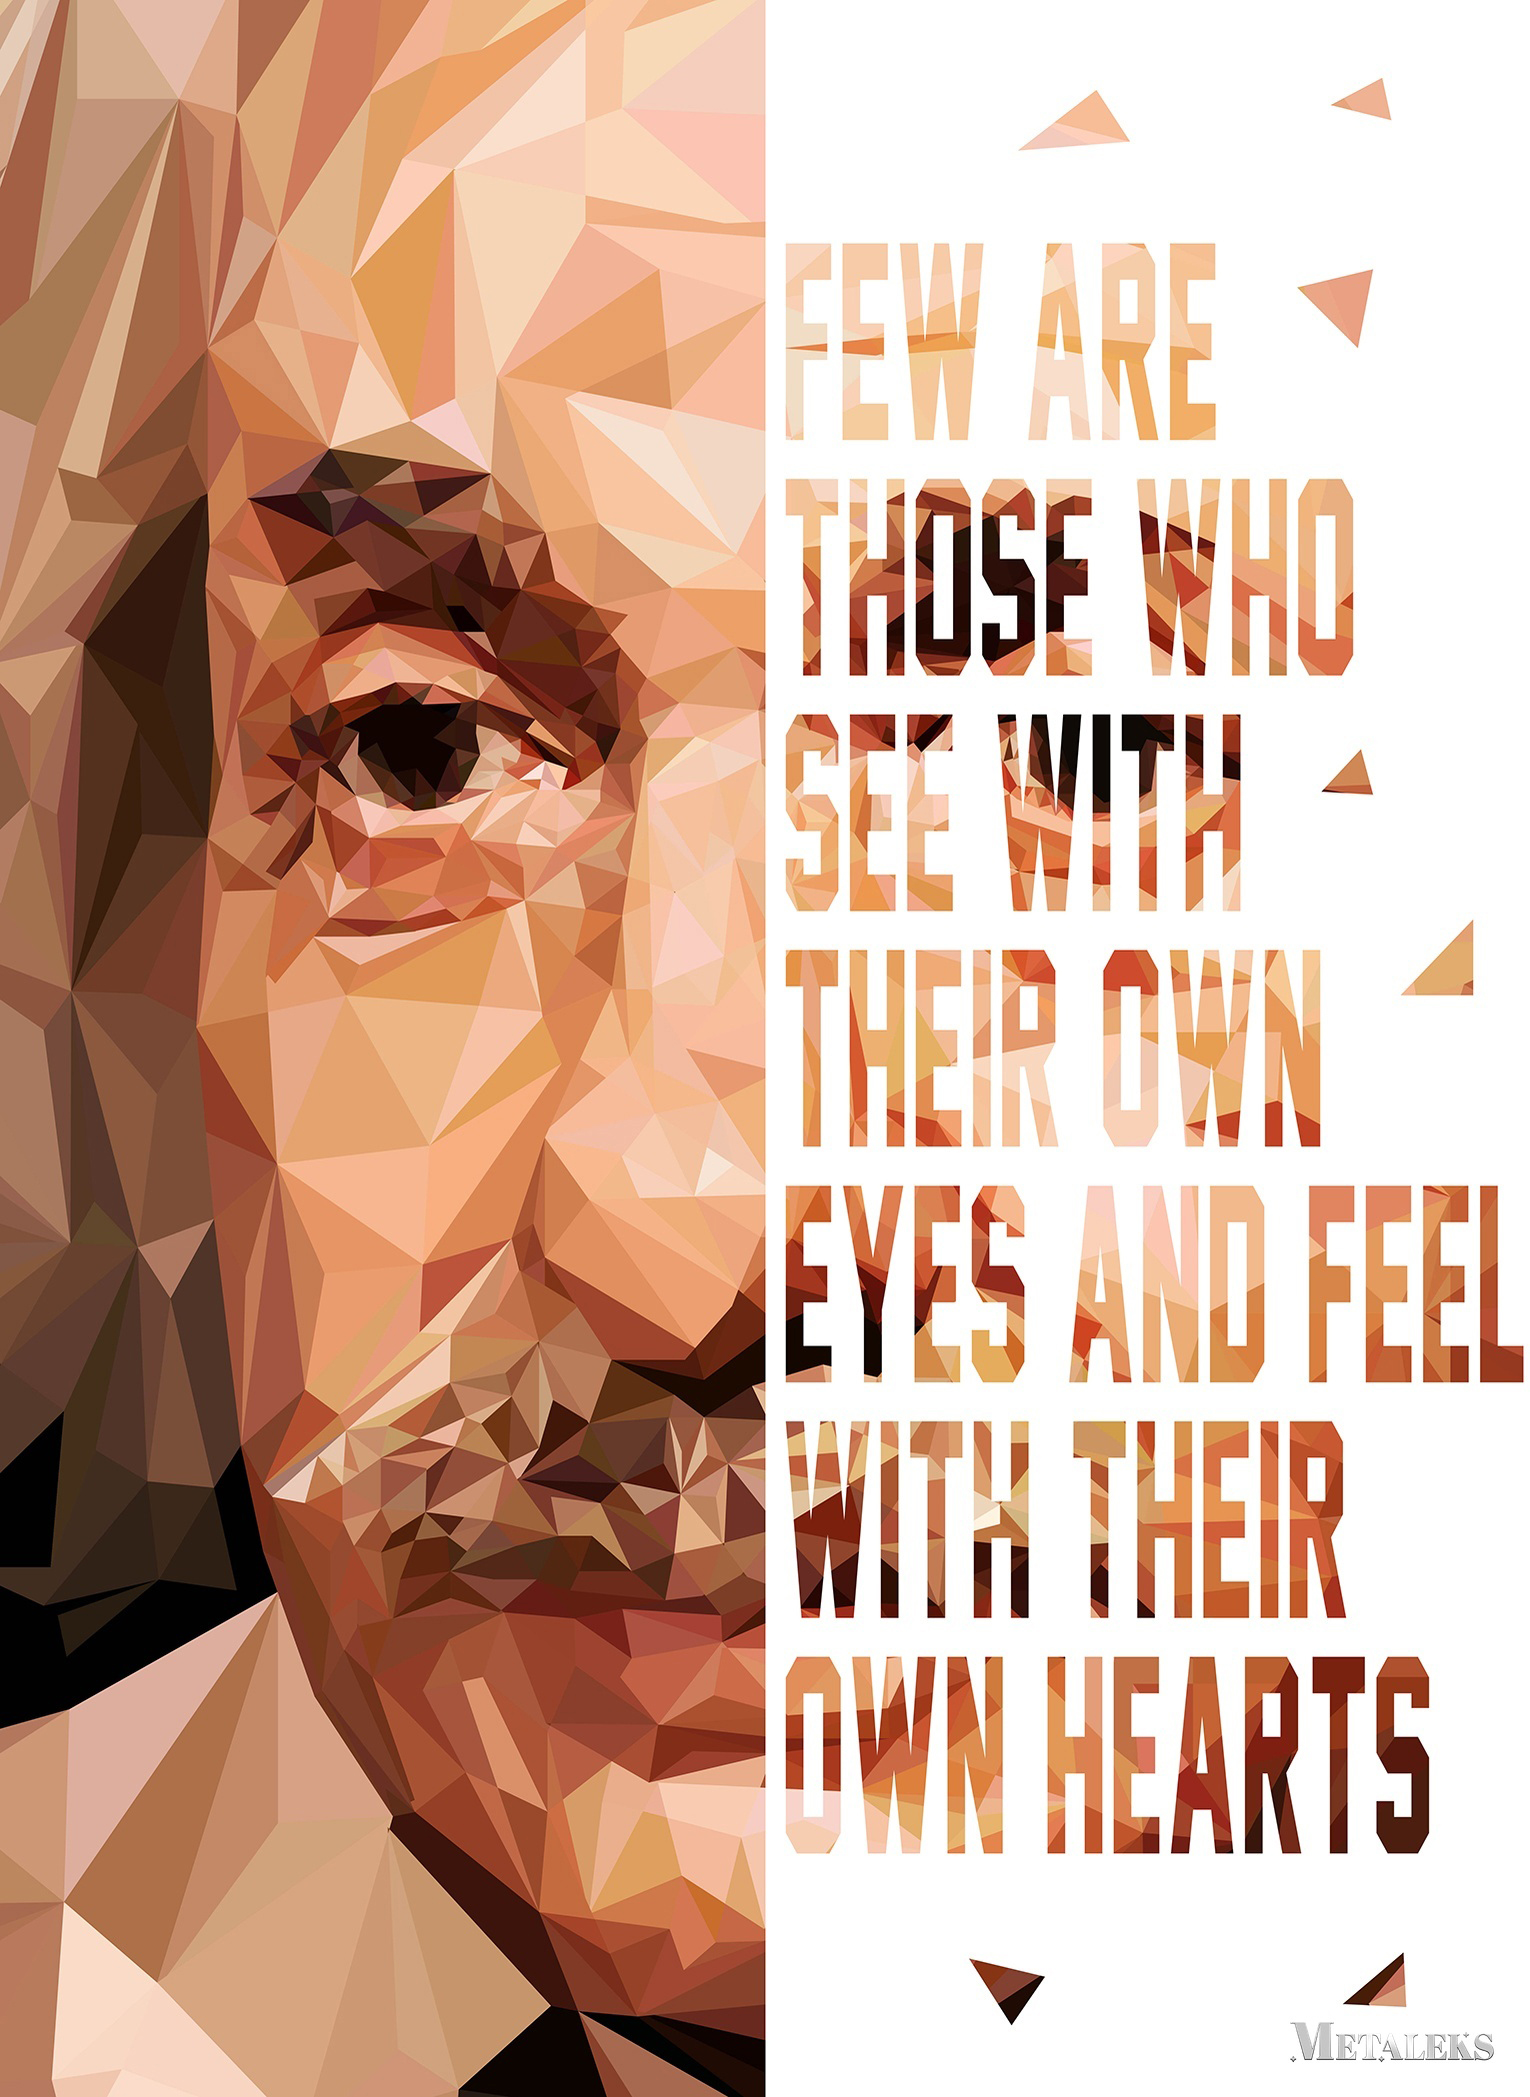 FEW ARE
THOSE WHO
SEE WITH
THEIR OWN
EYES AND FEEL
WITH THEIR
OWN HEARTS
METALEKS